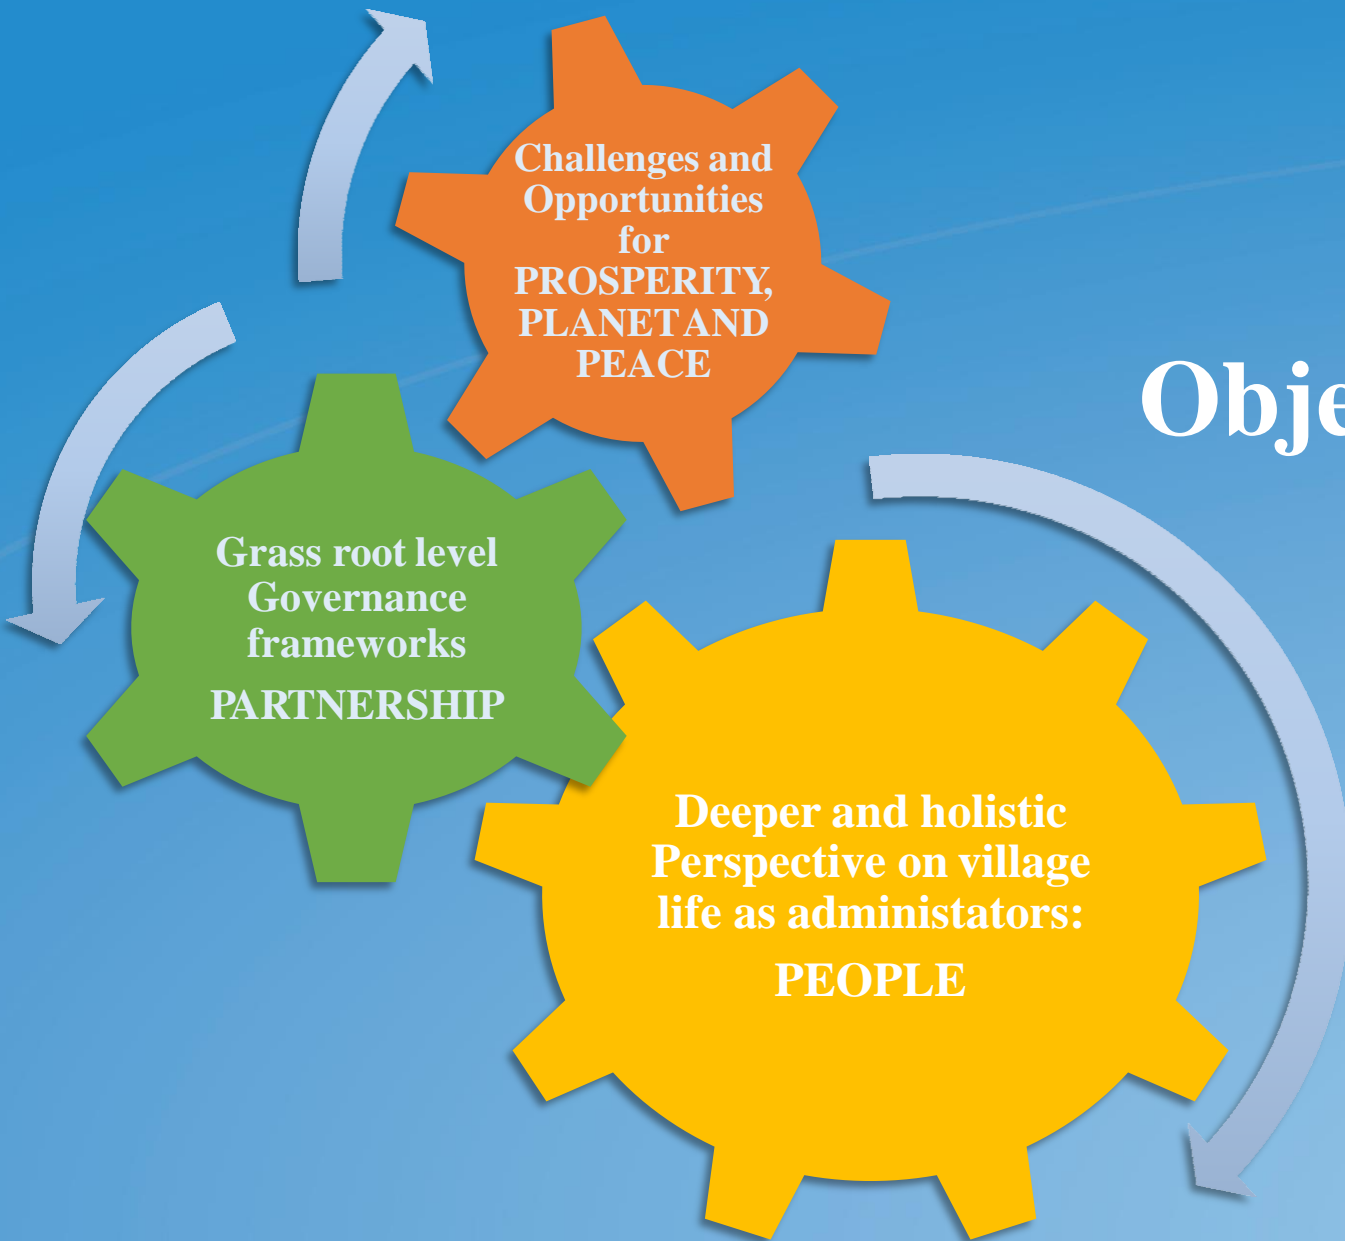 Challenges and
Opportunities
for
PROSPERITY,
PLANET AND
PEACE
Obje
Grass root level
Governance
frameworks
PARTNERSHIP
Deeper and holistic
Perspective on village
life as administators:
PEOPLE